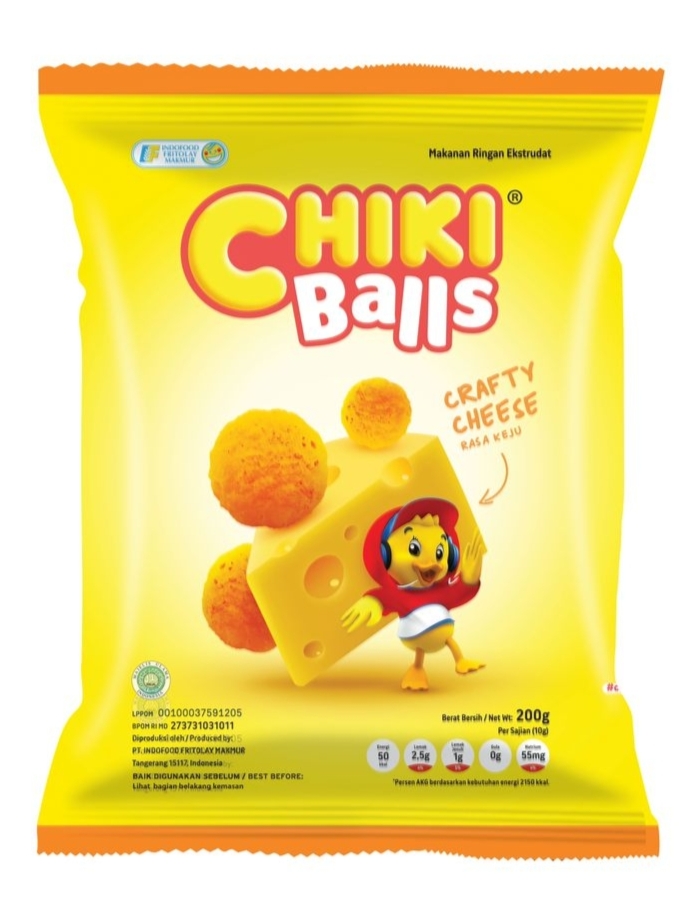 INDOFOOD
FRITOLAY
MAKMUR
Makanan Ringan Ekstrudat
CHIKI®
Balls
CRAFTY
CHEESE
RASA KEJU
LPPOM 00100037591205
BPOM RI MD 273731031011
Diproduksi oleh / Produced by:
PT. INDOFOOD FRITOLAY MAKMUR
Tangerang 15117, Indonesia
BAIK DIGUNAKAN SEBELUM / BEST BEFORE:
Lihat bagian belakang kemasan
Berat Bersih / Net Wt: 200g
Per Sajian (10g)
Energi Lemak Lemak Jenuh Gula Natrium
50 kkal 2,5g 1g 0g 55mg
*Persen AKG berdasarkan kebutuhan energi 2150 kkal.